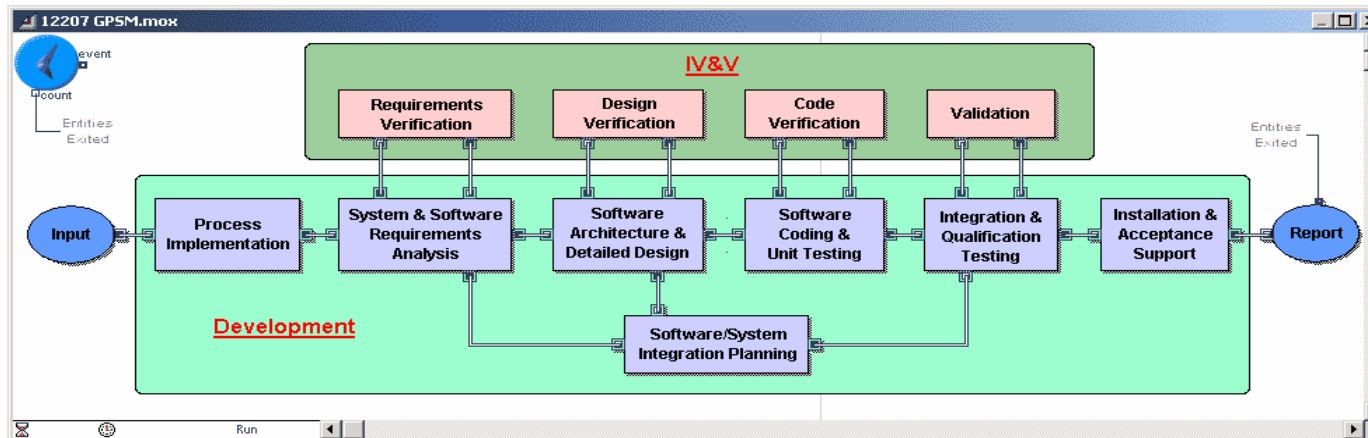 12207 GPSM.mox
event
count
Entities
Exited
IV&V
Requirements
Verification
Design
Verification
Code
Verification
Validation
Entities
Exited
Input
Process
Implementation
System & Software
Requirements
Analysis
Software
Architecture &
Detailed Design
Software
Coding &
Unit Testing
Integration &
Qualification
Testing
Installation &
Acceptance
Support
Report
Development
Software/System
Integration Planning
Run